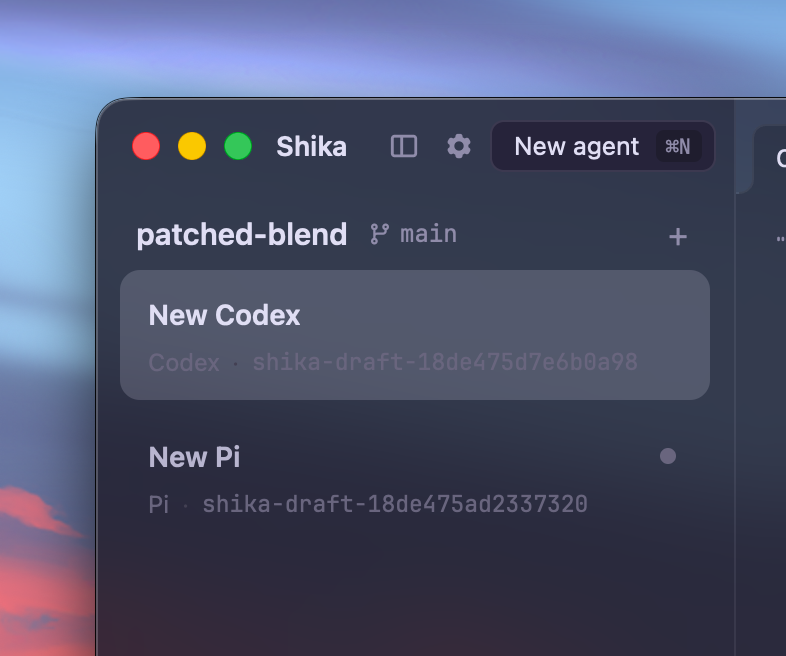 Shika
New agent ⌘N
patched-blend main
New Codex
Codex · shika-draft-18de475d7e6b0a98
New Pi
Pi · shika-draft-18de475ad2337320